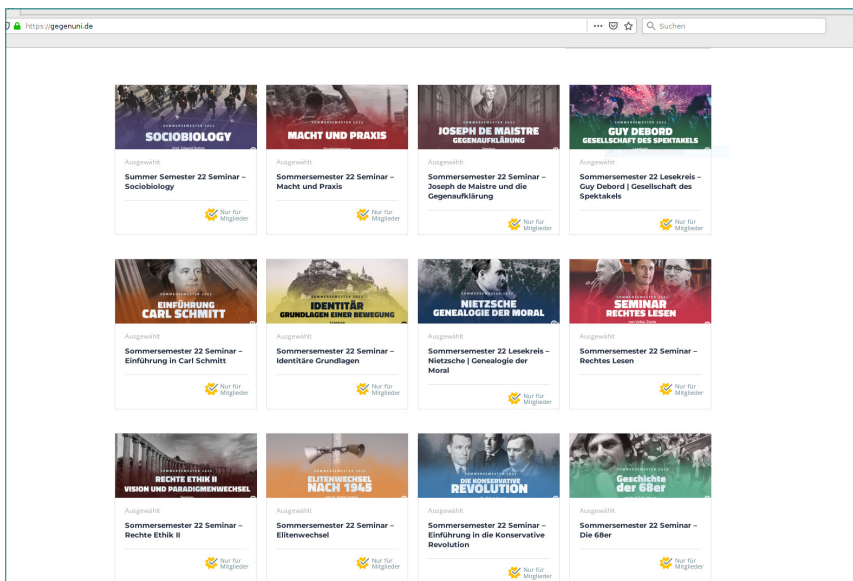 https://gegenuni.de
Suchen
SOMMERSEMESTER 2022
SOCIOBIOLOGY
Ausgewählt
Summer Semester 22 Seminar –
Sociobiology
Nur für
Mitglieder
MACHT UND PRAXIS
Ausgewählt
Sommersemester 22 Seminar –
Macht und Praxis
Nur für
Mitglieder
SOMMERSEMESTER 2022
JOSEPH DE MAISTRE
GEGENAUFKLÄRUNG
Ausgewählt
Sommersemester 22 Seminar –
Joseph de Maistre und die
Gegenaufklärung
Nur für
Mitglieder
SOMMERSEMESTER 2022
GUY DEBORD
GESELLSCHAFT DES SPEKTAKELS
Ausgewählt
Sommersemester 22 Lesekreis –
Guy Debord | Gesellschaft des
Spektakels
Nur für
Mitglieder
SOMMERSEMESTER 2022
EINFÜHRUNG
CARL SCHMITT
Ausgewählt
Sommersemester 22 Seminar –
Einführung in Carl Schmitt
Nur für
Mitglieder
SOMMERSEMESTER 2022
IDENTITÄR
GRUNDLAGEN EINER BEWEGUNG
Ausgewählt
Sommersemester 22 Seminar –
Identitäre Grundlagen
Nur für
Mitglieder
SOMMERSEMESTER 2022
NIETZSCHE
GENEALOGIE DER MORAL
Ausgewählt
Sommersemester 22 Lesekreis –
Nietzsche | Genealogie der
Moral
Nur für
Mitglieder
SOMMERSEMESTER 2022
SEMINAR
RECHTES LESEN
Ausgewählt
Sommersemester 22 Seminar –
Rechtes Lesen
Nur für
Mitglieder
SOMMERSEMESTER 2022
RECHTE ETHIK II
VISION UND PARADIGMENWECHSEL
Ausgewählt
Sommersemester 22 Seminar –
Rechte Ethik II
Nur für
Mitglieder
SOMMERSEMESTER 2022
ELITENWECHSEL
NACH 1945
Ausgewählt
Sommersemester 22 Seminar –
Elitenwechsel
Nur für
Mitglieder
SOMMERSEMESTER 2022
DIE KONSERVATIVE
REVOLUTION
Ausgewählt
Sommersemester 22 Seminar –
Einführung in die Konservative
Revolution
Nur für
Mitglieder
SOMMERSEMESTER 2022
Geschichte
der 68er
Ausgewählt
Sommersemester 22 Seminar –
Die 68er
Nur für
Mitglieder